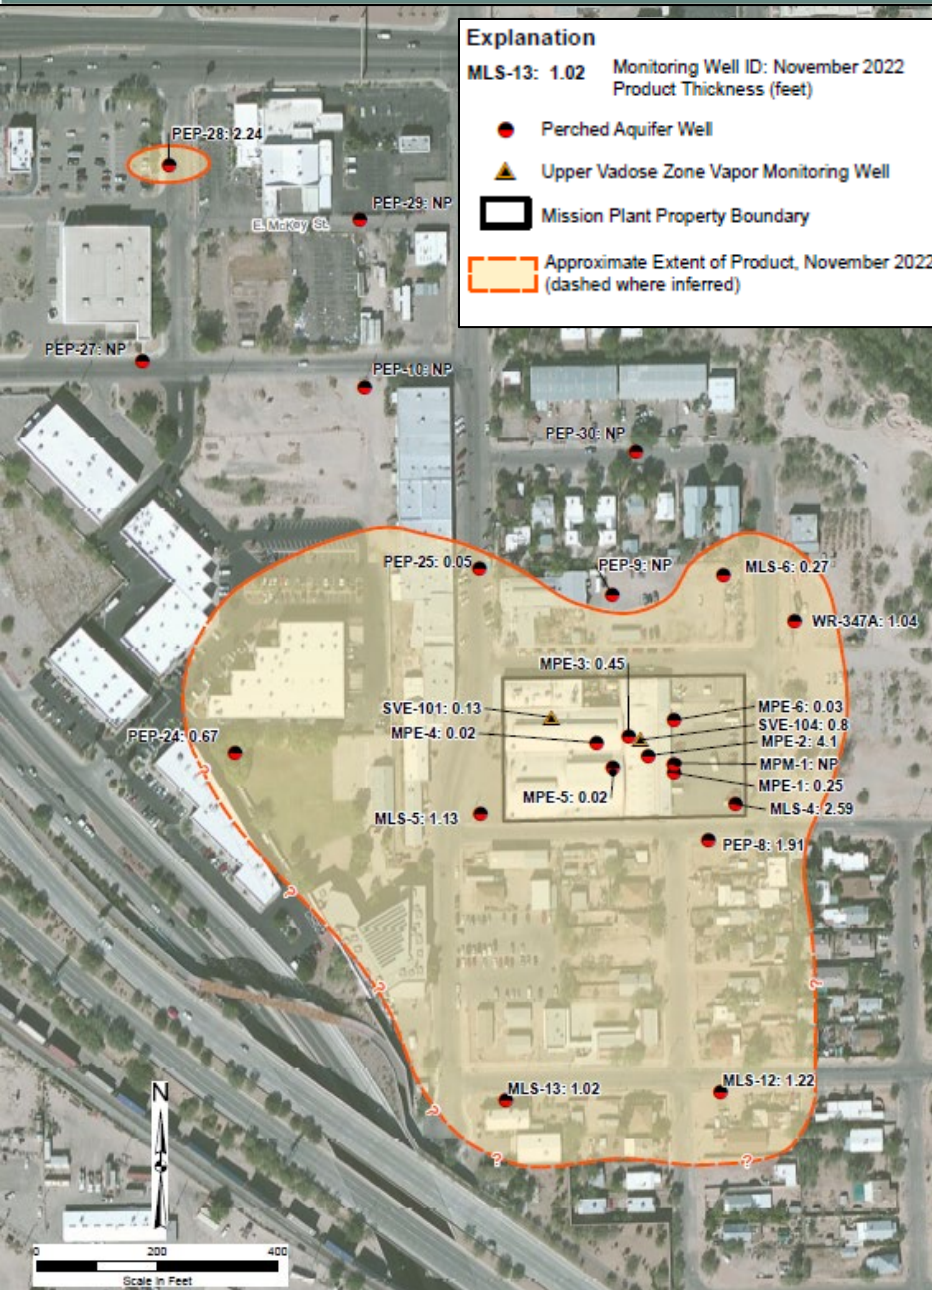 Explanation
MLS-13: 1.02 Monitoring Well ID: November 2022
Product Thickness (feet)
Perched Aquifer Well
Upper Vadose Zone Vapor Monitoring Well
Mission Plant Property Boundary
Approximate Extent of Product, November 2022
(dashed where inferred)
PEP-28: 2.24
PEP-29: NP
E. McKey St.
PEP-27: NP
PEP-10: NP
PEP-30: NP
PEP-25: 0.05
PEP-9: NP
MLS-6: 0.27
WR-347A: 1.04
MPE-3: 0.45
SVE-101: 0.13
MPE-6: 0.03
SVE-104: 0.8
MPE-4: 0.02
MPE-2: 4.1
PEP-24: 0.67
MPM-1: NP
MPE-1: 0.25
MPE-5: 0.02
MLS-4: 2.59
MLS-5: 1.13
PEP-8: 1.91
?
?
?
?
MLS-12: 1.22
MLS-13: 1.02
?
?
?
N
0 200 400
Scale in Feet